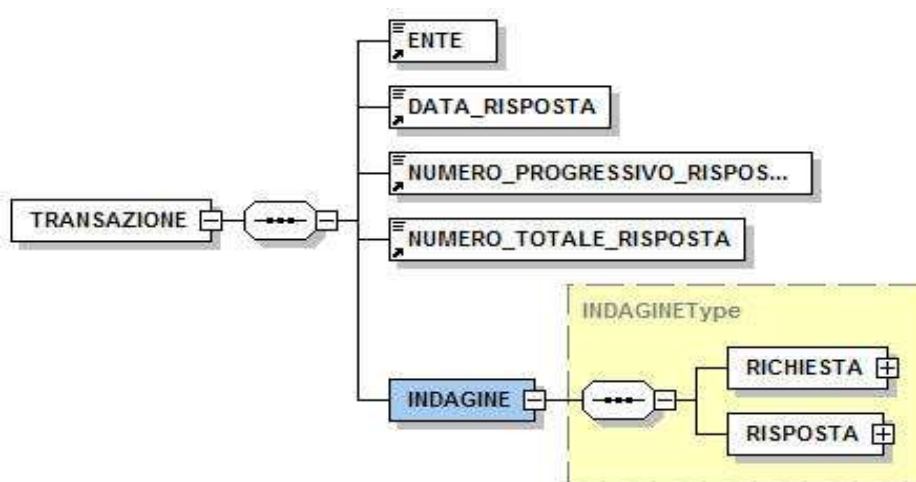 ENTE
DATA_RISPOSTA
NUMERO_PROGRESSIVO_RISPOS...
TRANSAZIONE
NUMERO_TOTALE_RISPOSTA
INDAGINEType
RICHIESTA
INDAGINE
RISPOSTA